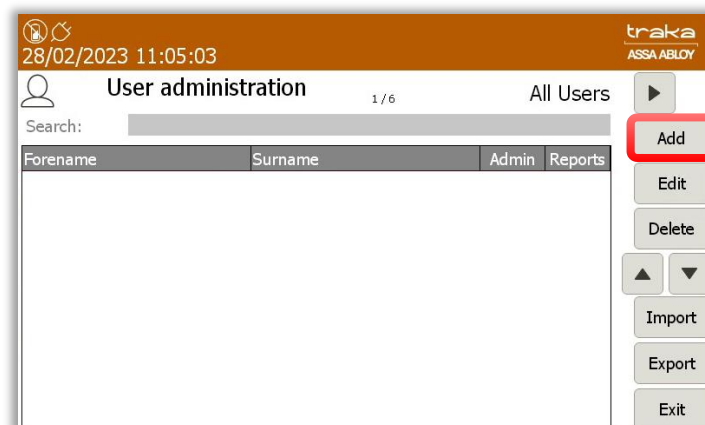 traka
28/02/2023 11:05:03
ASSA ABLOY
User administration 1/6 All Users
Search:
Add
Forename Surname Admin Reports
Edit
Delete
Import
Export
Exit